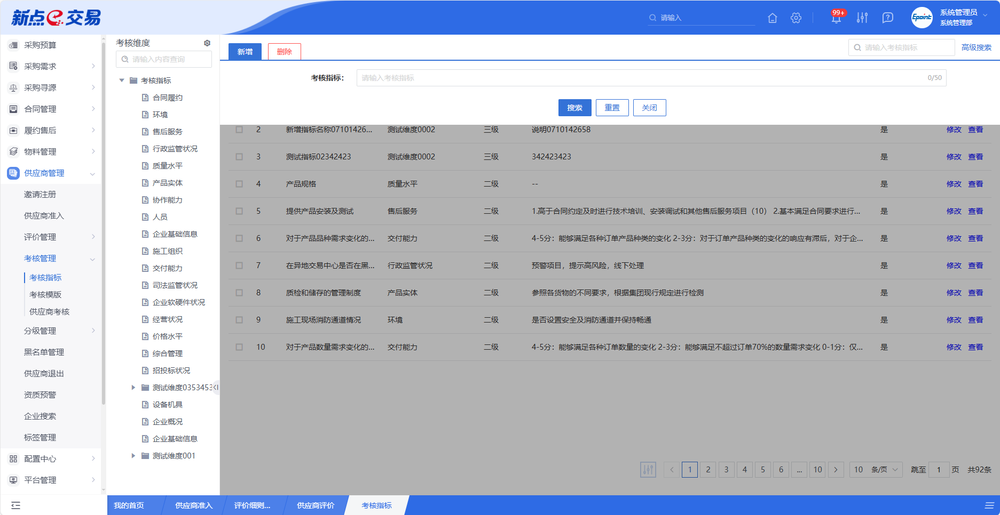 新点e交易
请输入
99+
Epoint
系统管理员
系统管理部
采购预算
采购需求
采购寻源
合同管理
履约售后
物料管理
供应商管理
邀请注册
供应商准入
评价管理
考核管理
考核指标
考核模版
供应商考核
分级管理
黑名单管理
供应商退出
资质预警
企业搜索
标签管理
配置中心
平台管理
考核维度
请输入内容查询
考核指标
合同履约
环境
售后服务
行政监管状况
质量水平
产品实体
协作能力
人员
企业基础信息
施工组织
交付能力
司法监管状况
企业软硬件状况
经营状况
价格水平
综合管理
招投标状况
测试维度0353453
设备机具
企业概况
企业基础信息
测试维度001
新增 删除 请输入考核指标 高级搜索
考核指标： 请输入考核指标 0/50
搜索 重置 关闭
2 新增指标名称07101426... 测试维度0002 三级 说明0710142658 是 修改 查看
3 测试指标02342423 测试维度0002 三级 342423423 是 修改 查看
4 产品规格 质量水平 二级 -- 是 修改 查看
5 提供产品安装及测试 售后服务 二级 1.高于合同约定及时进行技术培训、安装调试和其他售后服务项目（10） 2.基本满足合同要求进行... 是 修改 查看
6 对于产品品种需求变化的... 交付能力 二级 4-5分：能够满足各种订单产品种类的变化 2-3分：对于订单产品种类的变化的响应有滞后，对于企... 是 修改 查看
7 在异地交易中心是否在黑... 行政监管状况 二级 预警项目，提示高风险，线下处理 是 修改 查看
8 质检和储存的管理制度 产品实体 二级 参照各货物的不同要求，根据集团现行规定进行检测 是 修改 查看
9 施工现场消防通道情况 环境 二级 是否设置安全及消防通道并保持畅通 是 修改 查看
10 对于产品数量需求变化的... 交付能力 二级 4-5分：能够满足各种订单数量的变化 2-3分：能够满足不超过订单70%的数量需求变化 0-1分：仅... 是 修改 查看
1 2 3 4 5 6 ... 10 10 条/页 跳至 1 页 共92条
我的首页 供应商准入 评价细则... 供应商评价 考核指标